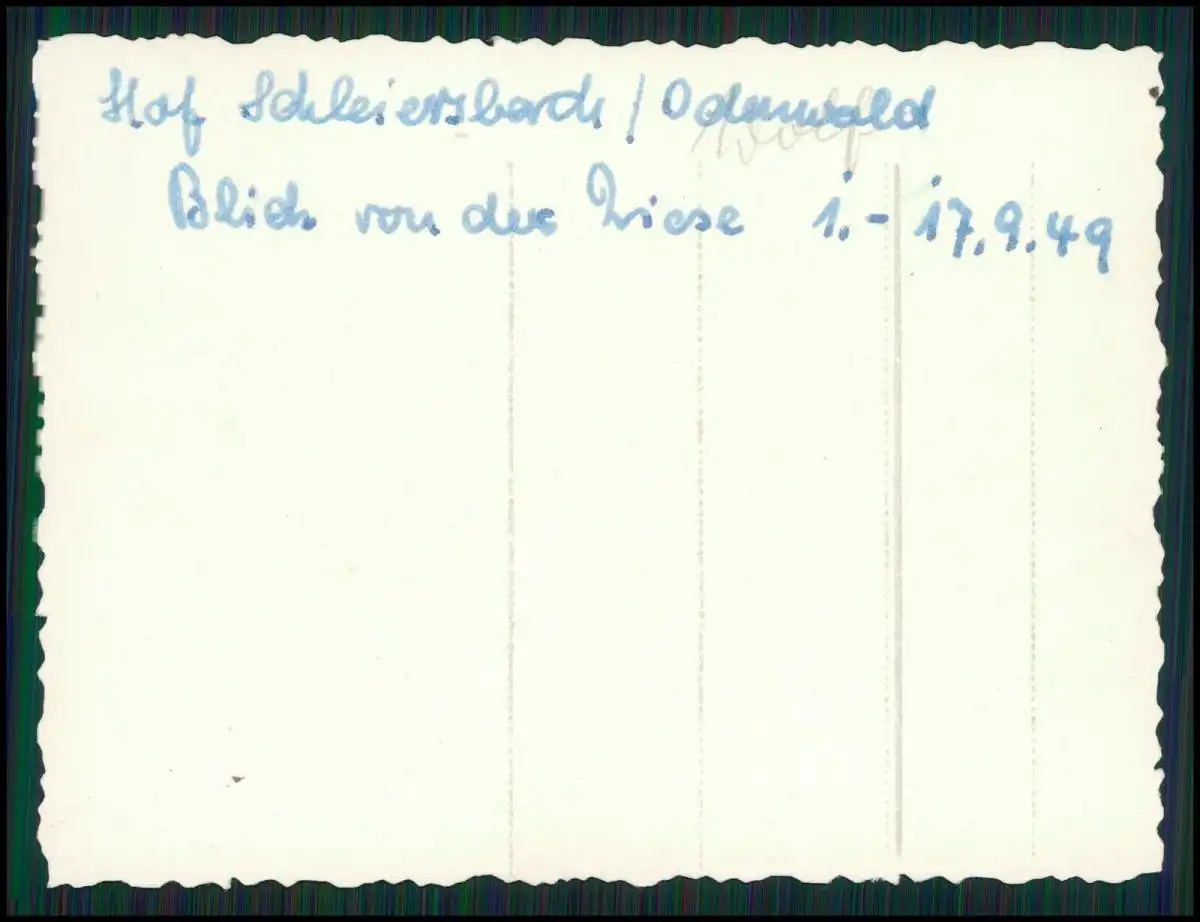 Hof Schleiersbach / Odenwald
Blick von der Wiese 1. - 17.9.49